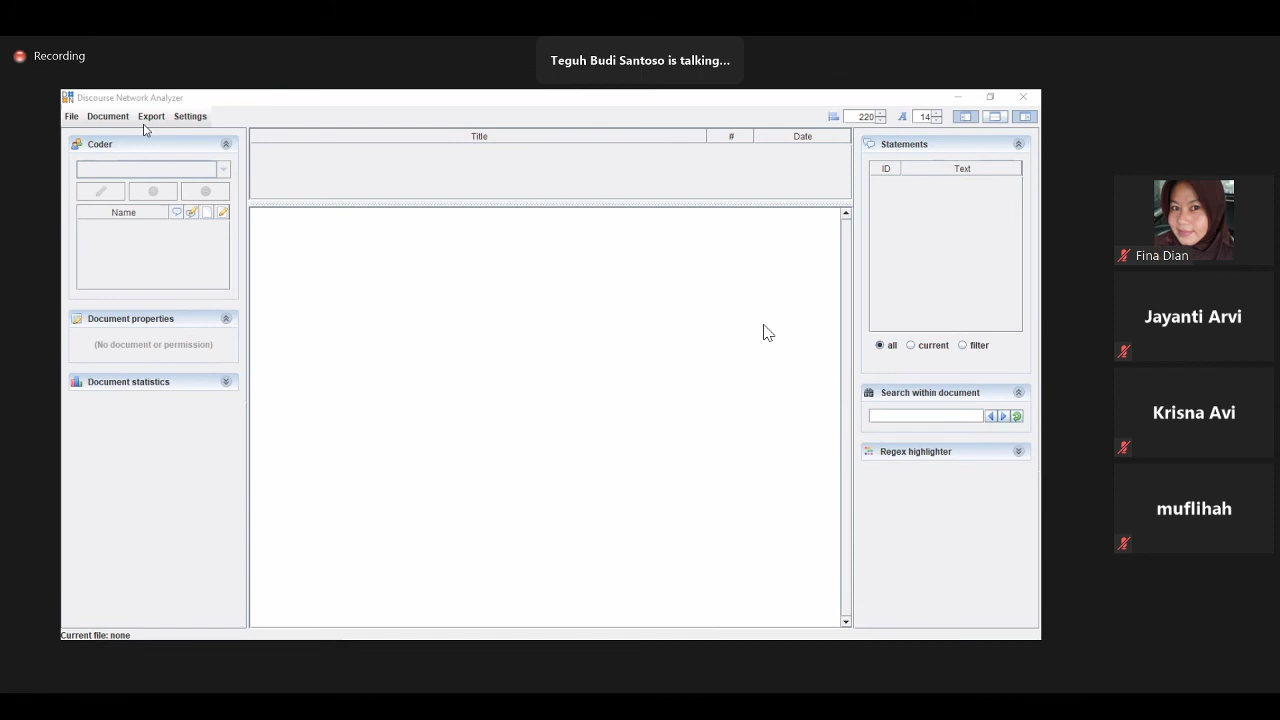 Recording
Teguh Budi Santoso is talking...
Discourse Network Analyzer
File Document Export Settings
220 14
Coder
Name
Document properties
(No document or permission)
Document statistics
Title # Date
Statements
ID Text
all current filter
Search within document
Regex highlighter
Current file: none
Fina Dian
Jayanti Arvi
Krisna Avi
muflihah